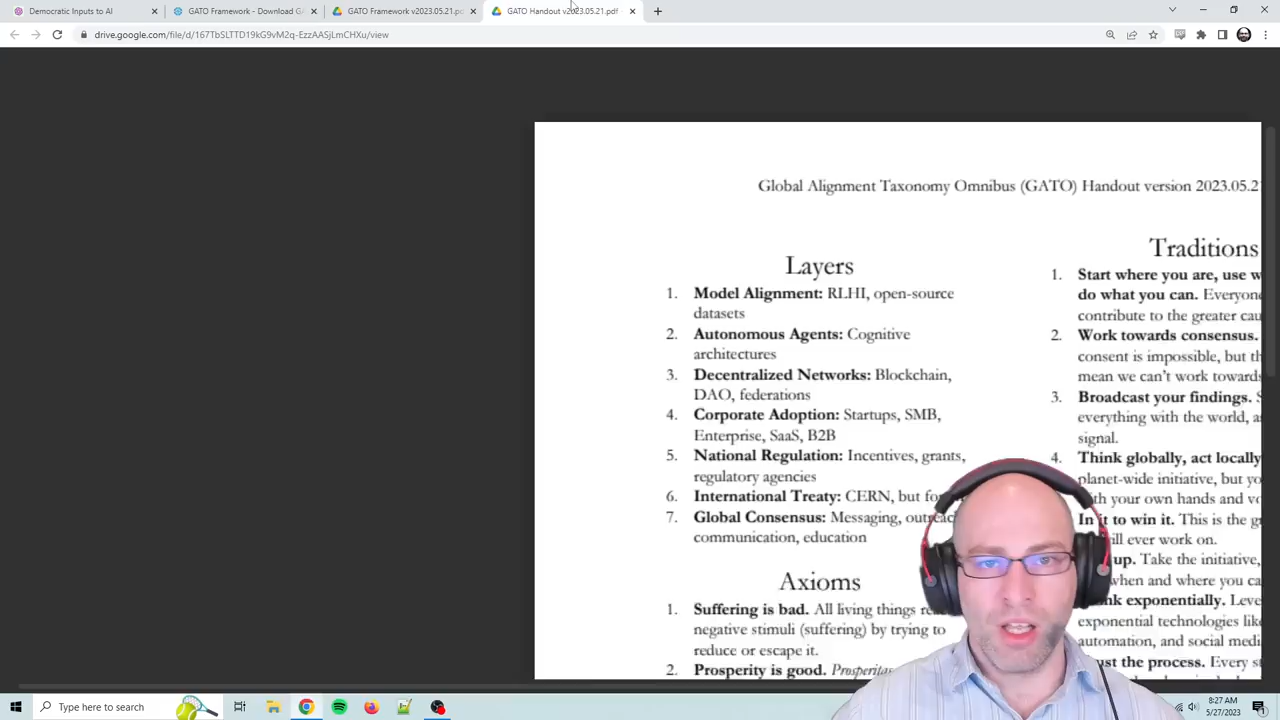 Democratic Inputs to AI
GATO Framework - Download GA
GATO Framework v2023.05.21.pd
GATO Handout v2023.05.21.pdf
drive.google.com/file/d/167TbSLTTD19kG9vM2q-EzzAASjLmCHXu/view
Global Alignment Taxonomy Omnibus (GATO) Handout version 2023.05.2
Layers
1. Model Alignment: RLHI, open-source
datasets
2. Autonomous Agents: Cognitive
architectures
3. Decentralized Networks: Blockchain,
DAO, federations
4. Corporate Adoption: Startups, SMB,
Enterprise, SaaS, B2B
5. National Regulation: Incentives, grants,
regulatory agencies
6. International Treaty: CERN, but fo
7. Global Consensus: Messaging, outreac
communication, education
Axioms
1. Suffering is bad. All living things re
negative stimuli (suffering) by trying to
reduce or escape it.
2. Prosperity is good. Prosperitas
Traditions
1. Start where you are, use w
do what you can. Everyone
contribute to the greater cau
2. Work towards consensus.
consent is impossible, but th
mean we can't work towards
3. Broadcast your findings. S
everything with the world, a
signal.
4. Think globally, act locally
planet-wide initiative, but yo
th your own hands and vo
In it to win it. This is the g
ill ever work on.
up. Take the initiative,
when and where you ca
nk exponentially. Leve
exponential technologies like
automation, and social medi
ust the process. Every s
Type here to search
8:27 AM
5/27/2023